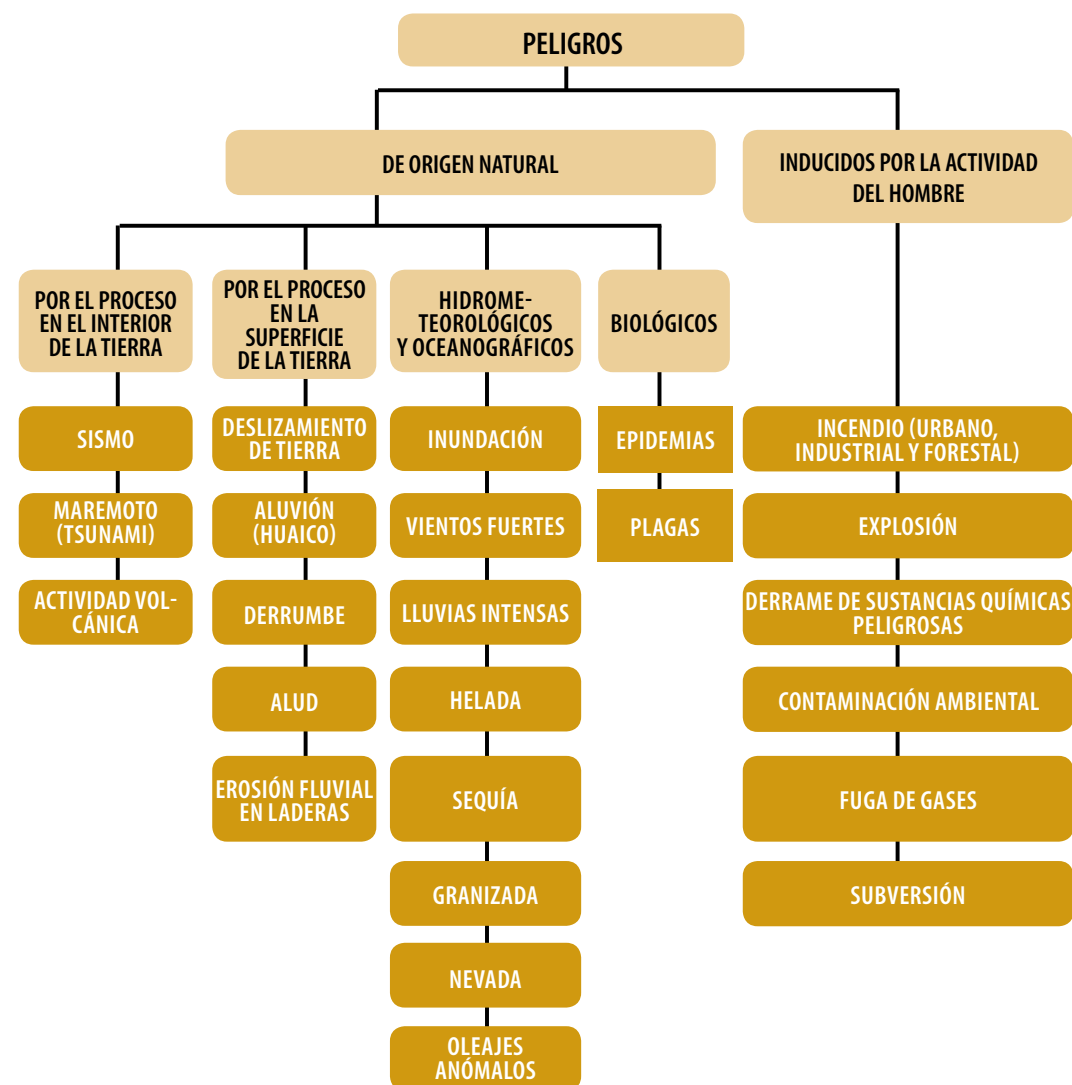 PELIGROS
DE ORIGEN NATURAL
INDUCIDOS POR LA ACTIVIDAD
DEL HOMBRE
POR EL PROCESO
EN EL INTERIOR
DE LA TIERRA
POR EL PROCESO
EN LA
SUPERFICIE
DE LA TIERRA
HIDROME-
TEOROLÓGICOS
Y OCEANOGRÁFICOS
BIOLÓGICOS
SISMO
MAREMOTO
(TSUNAMI)
ACTIVIDAD VOL-
CÁNICA
DESLIZAMIENTO
DE TIERRA
ALUVIÓN
(HUAICO)
DERRUMBE
ALUD
EROSIÓN FLUVIAL
EN LADERAS
INUNDACIÓN
VIENTOS FUERTES
LLUVIAS INTENSAS
HELADA
SEQUÍA
GRANIZADA
NEVADA
OLEAJES
ANÓMALOS
EPIDEMIAS
PLAGAS
INCENDIO (URBANO,
INDUSTRIAL Y FORESTAL)
EXPLOSIÓN
DERRAME DE SUSTANCIAS QUÍMICAS
PELIGROSAS
CONTAMINACIÓN AMBIENTAL
FUGA DE GASES
SUBVERSIÓN